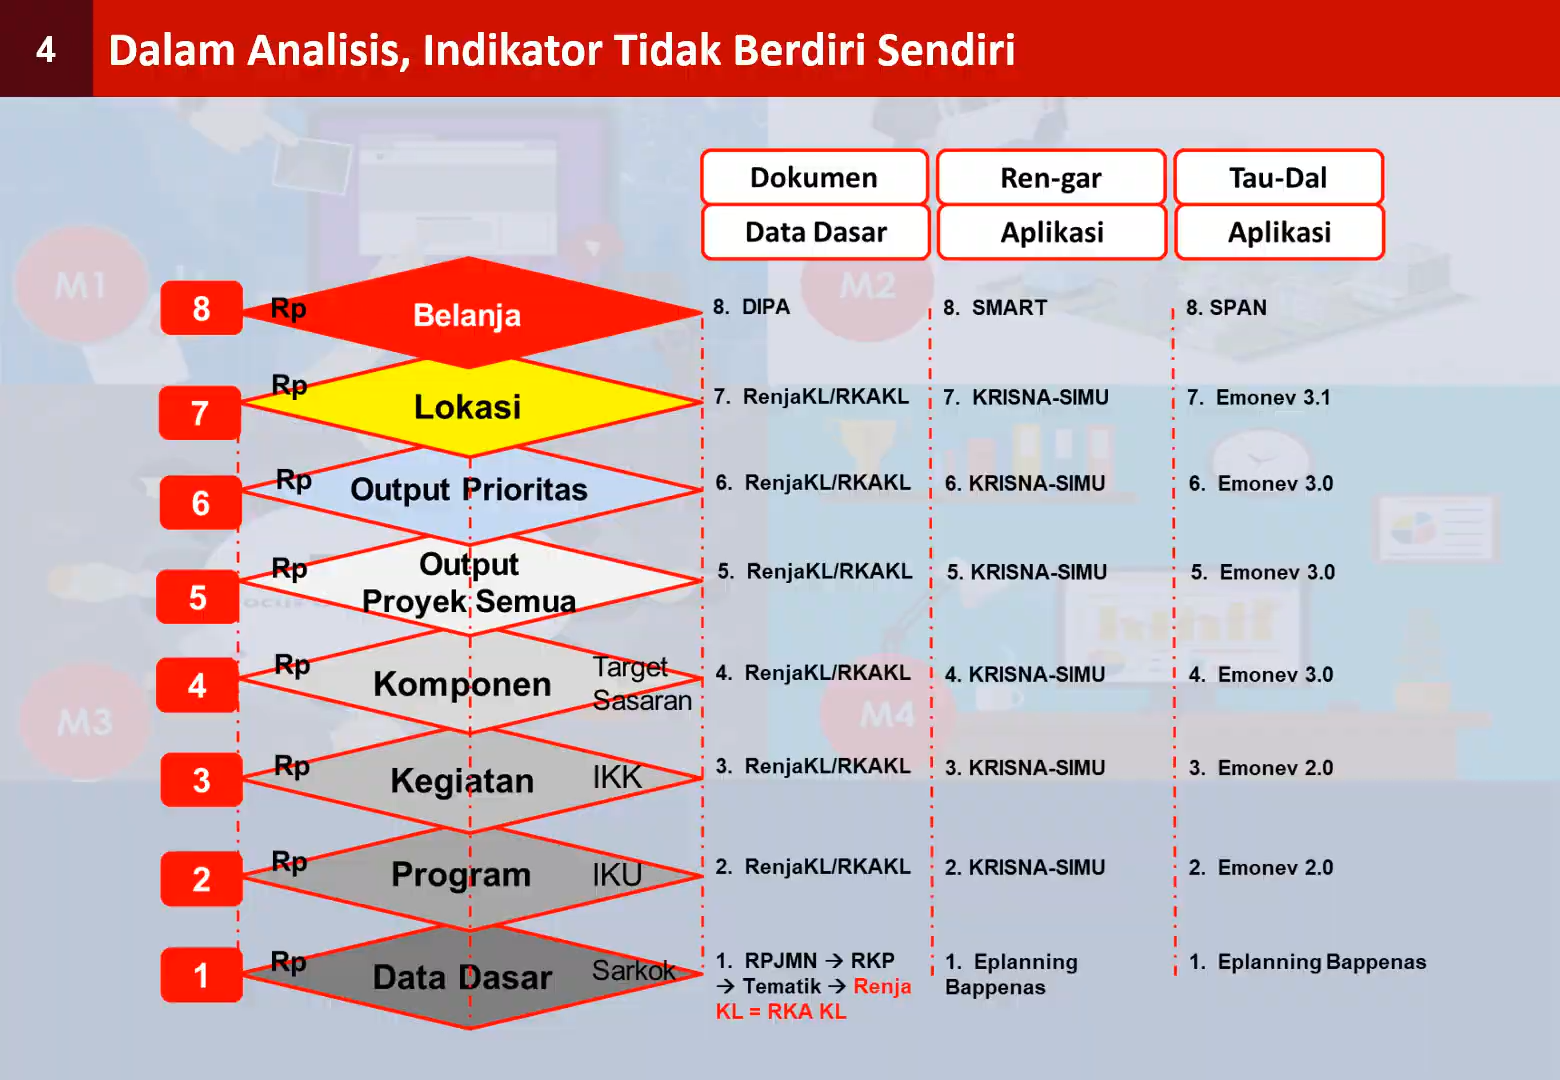 4
Dalam Analisis, Indikator Tidak Berdiri Sendiri
Dokumen
Ren-gar
Tau-Dal
Data Dasar
Aplikasi
Aplikasi
M1
M2
M3
M4
8
Rp
Belanja
8. DIPA
8. SMART
8. SPAN
7
Rp
Lokasi
7. RenjaKL/RKAKL
7. KRISNA-SIMU
7. Emonev 3.1
6
Rp
Output Prioritas
6. RenjaKL/RKAKL
6. KRISNA-SIMU
6. Emonev 3.0
5
Rp
Output
Proyek Semua
5. RenjaKL/RKAKL
5. KRISNA-SIMU
5. Emonev 3.0
4
Rp
Komponen
Target
Sasaran
4. RenjaKL/RKAKL
4. KRISNA-SIMU
4. Emonev 3.0
3
Rp
Kegiatan
IKK
3. RenjaKL/RKAKL
3. KRISNA-SIMU
3. Emonev 2.0
2
Rp
Program
IKU
2. RenjaKL/RKAKL
2. KRISNA-SIMU
2. Emonev 2.0
1
Rp
Data Dasar
Sarkok
1. RPJMN → RKP
→ Tematik → Renja
KL = RKA KL
1. Eplanning
Bappenas
1. Eplanning Bappenas